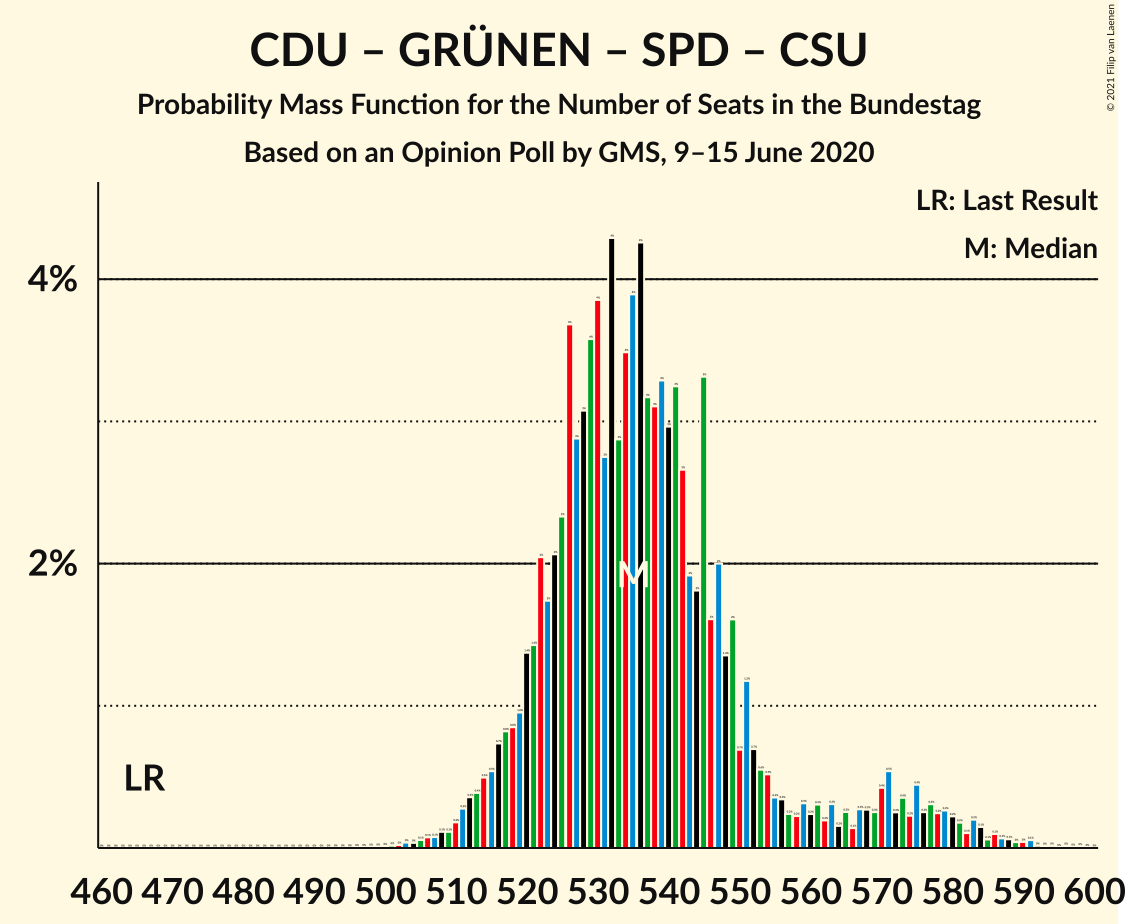 CDU – GRÜNEN – SPD – CSU
Probability Mass Function for the Number of Seats in the Bundestag
Based on an Opinion Poll by GMS, 9–15 June 2020
© 2021 Filip van Laenen
LR: Last Result
M: Median
4%
2%
M
LR
460 470 480 490 500 510 520 530 540 550 560 570 580 590 600